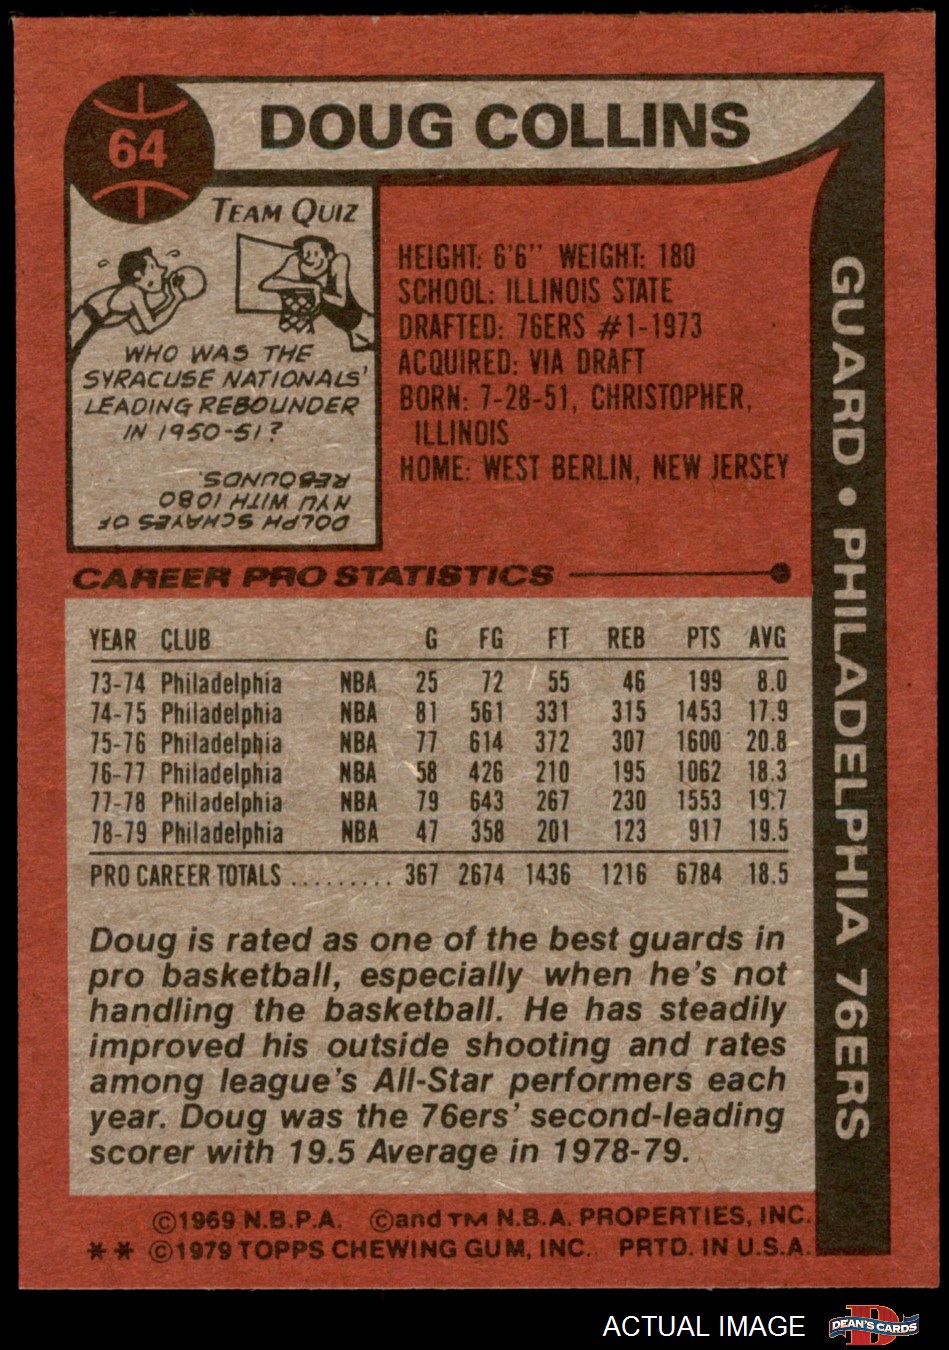 64
DOUG COLLINS
TEAM QUIZ
WHO WAS THE
SYRACUSE NATIONALS'
LEADING REBOUNDER
IN 1950-51?
DOLPH SCHAYES OF
NYU WITH 1080
REBOUNDS.
HEIGHT: 6'6" WEIGHT: 180
SCHOOL: ILLINOIS STATE
DRAFTED: 76ERS #1-1973
ACQUIRED: VIA DRAFT
BORN: 7-28-51, CHRISTOPHER,
ILLINOIS
HOME: WEST BERLIN, NEW JERSEY
GUARD • PHILADELPHIA 76ERS
CAREER PRO STATISTICS
YEAR CLUB G FG FT REB PTS AVG
73-74 Philadelphia NBA 25 72 55 46 199 8.0
74-75 Philadelphia NBA 81 561 331 315 1453 17.9
75-76 Philadelphia NBA 77 614 372 307 1600 20.8
76-77 Philadelphia NBA 58 426 210 195 1062 18.3
77-78 Philadelphia NBA 79 643 267 230 1553 19.7
78-79 Philadelphia NBA 47 358 201 123 917 19.5
PRO CAREER TOTALS ......... 367 2674 1436 1216 6784 18.5
Doug is rated as one of the best guards in
pro basketball, especially when he's not
handling the basketball. He has steadily
improved his outside shooting and rates
among league's All-Star performers each
year. Doug was the 76ers' second-leading
scorer with 19.5 Average in 1978-79.
©1969 N.B.P.A. ©and TM N.B.A. PROPERTIES, INC.
** ©1979 TOPPS CHEWING GUM, INC. PRTD. IN U.S.A.
ACTUAL IMAGE
D
DEAN'S CARDS